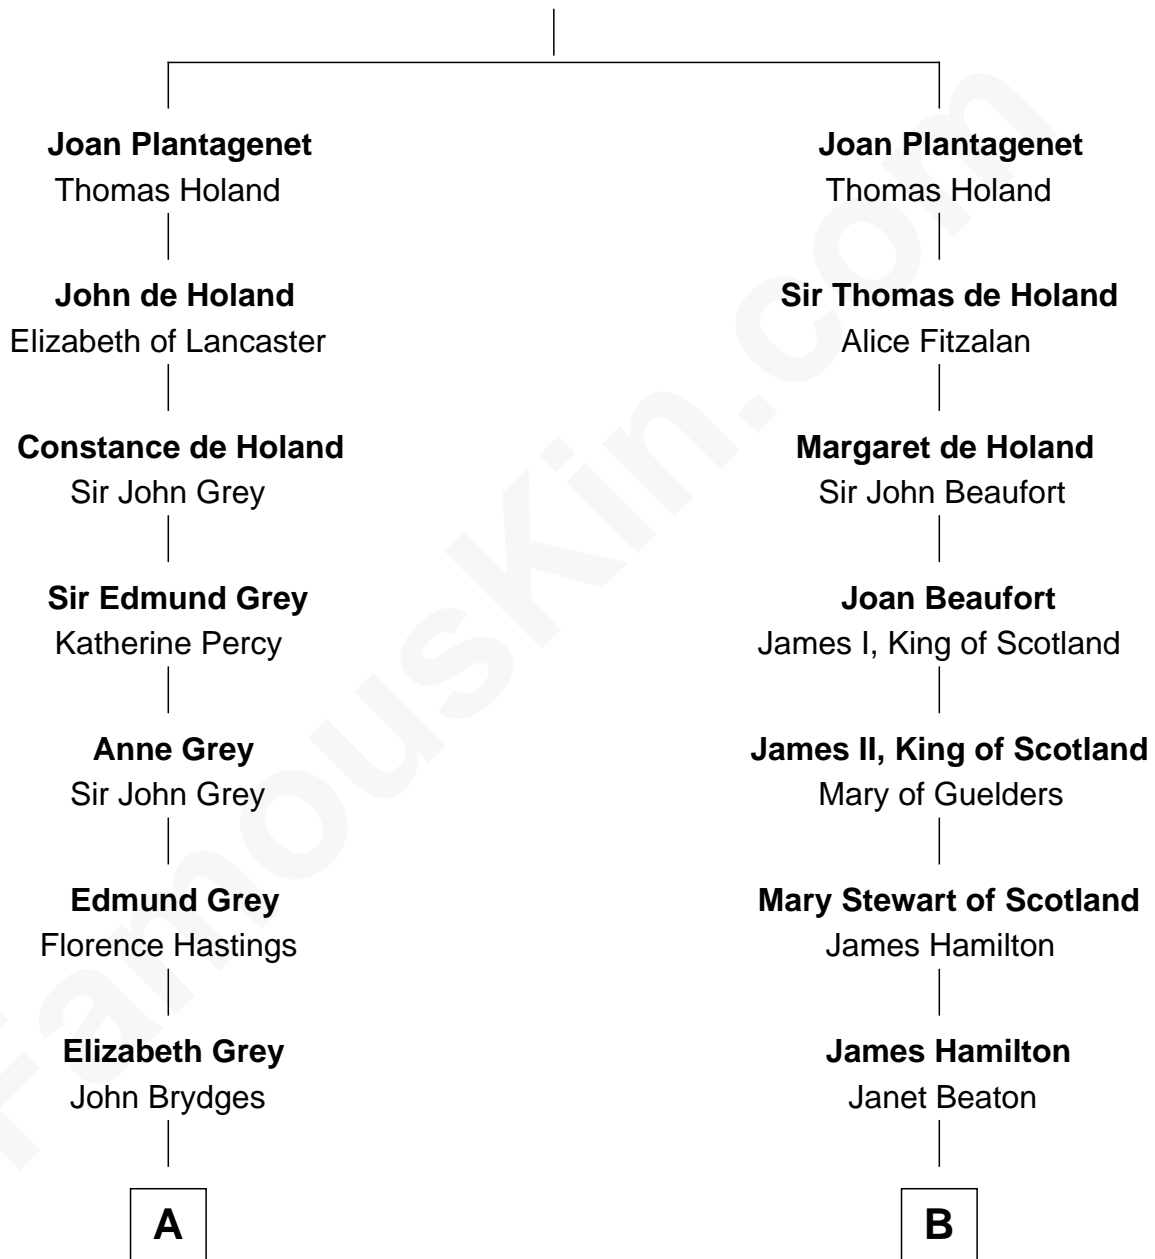 Joan Plantagenet
Thomas Holand
John de Holand
Elizabeth of Lancaster
Constance de Holand
Sir John Grey
Sir Edmund Grey
Katherine Percy
Anne Grey
Sir John Grey
Edmund Grey
Florence Hastings
Elizabeth Grey
John Brydges
A
Joan Plantagenet
Thomas Holand
Sir Thomas de Holand
Alice Fitzalan
Margaret de Holand
Sir John Beaufort
Joan Beaufort
James I, King of Scotland
James II, King of Scotland
Mary of Guelders
Mary Stewart of Scotland
James Hamilton
James Hamilton
Janet Beaton
B
FamousKin.com